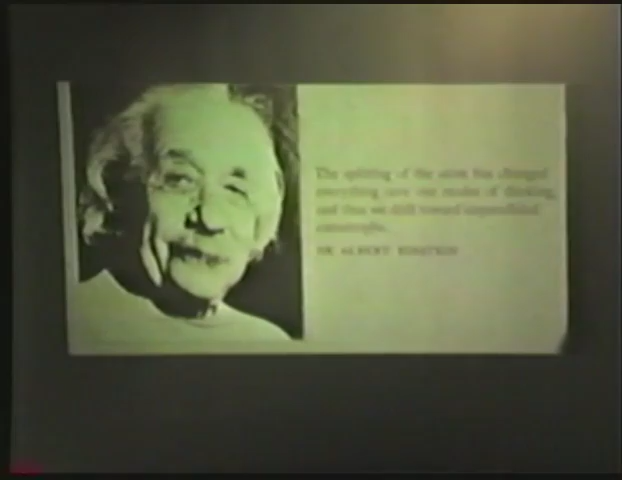 The splitting of the atom has changed
everything save our modes of thinking,
and thus we drift toward unparalleled
catastrophe.
DR ALBERT EINSTEIN